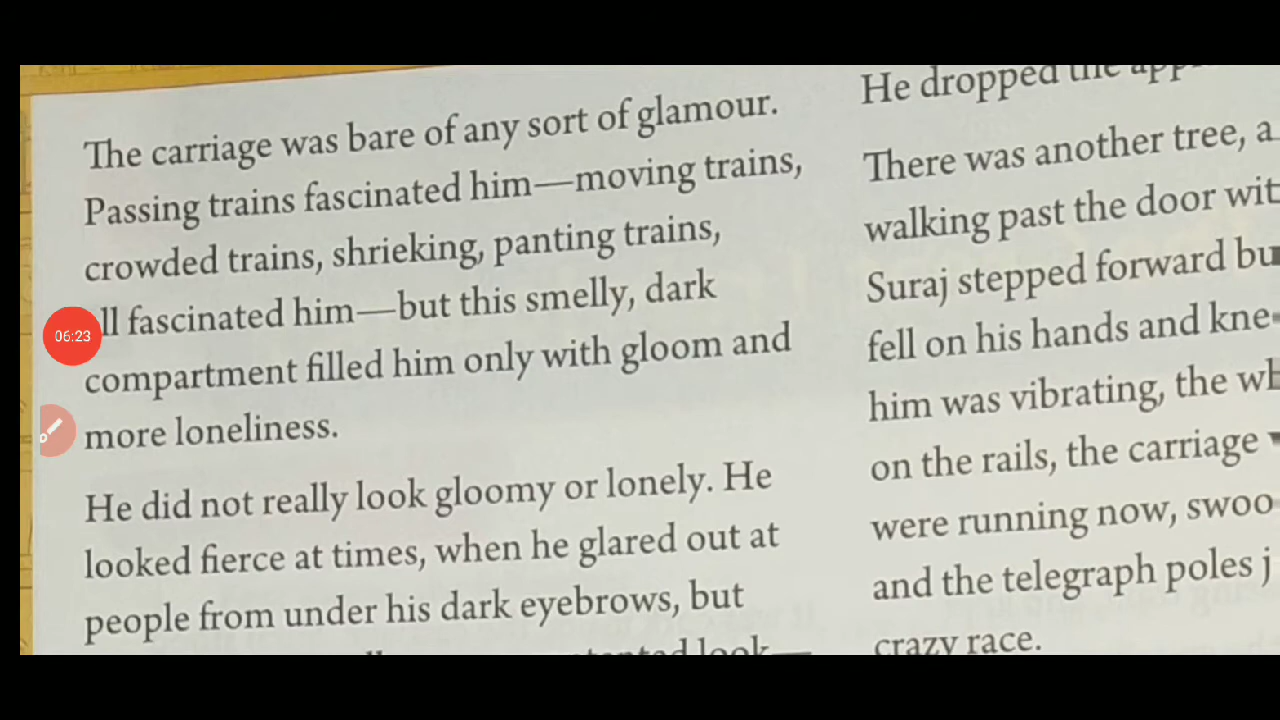 The carriage was bare of any sort of glamour.
Passing trains fascinated him—moving trains,
crowded trains, shrieking, panting trains,
ll fascinated him—but this smelly, dark
compartment filled him only with gloom and
more loneliness.
He did not really look gloomy or lonely. He
looked fierce at times, when he glared out at
people from under his dark eyebrows, but
look—
He dropped the
There was another tree, a
walking past the door wit
Suraj stepped forward bu
fell on his hands and kne
him was vibrating, the wh
on the rails, the carriage
were running now, swoo
and the telegraph poles j
crazy race.
06:23